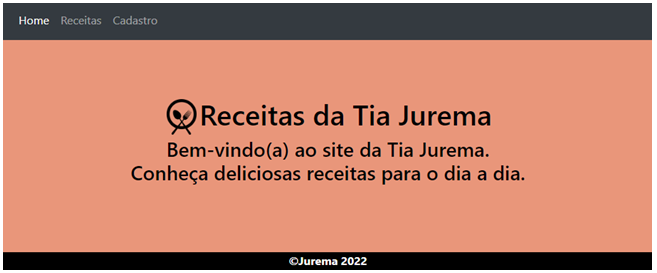 Home Receitas Cadastro
Receitas da Tia Jurema
Bem-vindo(a) ao site da Tia Jurema.
Conheça deliciosas receitas para o dia a dia.
©Jurema 2022